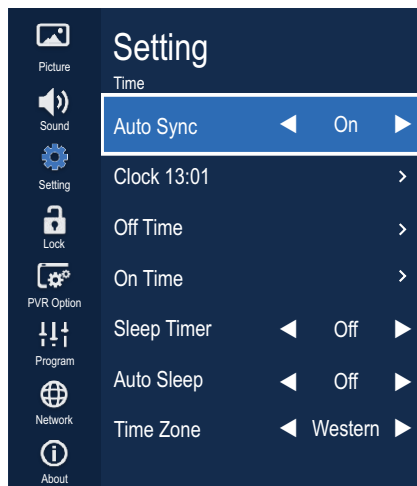 Picture
Sound
Setting
Lock
PVR Option
Program
Network
About
Setting
Time
Auto Sync On
Clock 13:01
Off Time
On Time
Sleep Timer Off
Auto Sleep Off
Time Zone Western